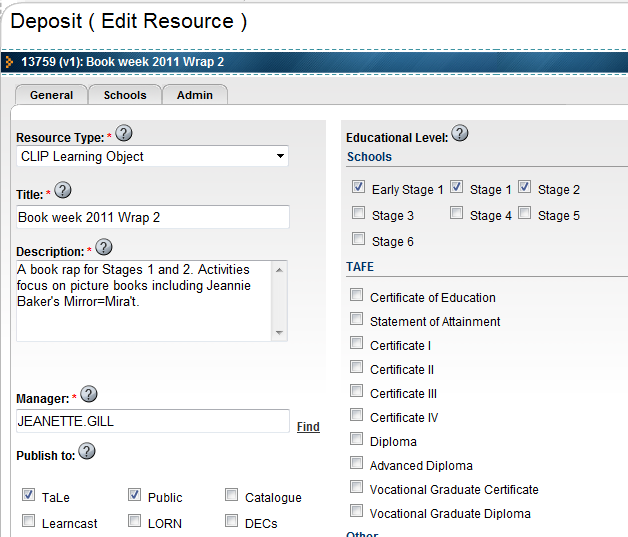 Deposit ( Edit Resource )
13759 (v1): Book week 2011 Wrap 2
General Schools Admin
Resource Type: * ?
CLIP Learning Object
Title: * ?
Book week 2011 Wrap 2
Description: * ?
A book rap for Stages 1 and 2. Activities
focus on picture books including Jeannie
Baker's Mirror=Mira't.
Manager: * ?
JEANETTE.GILL
Find
Publish to: ?
TaLe Public Catalogue
Learncast LORN DECs
Educational Level: ?
Schools
Early Stage 1 Stage 1 Stage 2
Stage 3 Stage 4 Stage 5
Stage 6
TAFE
Certificate of Education
Statement of Attainment
Certificate I
Certificate II
Certificate III
Certificate IV
Diploma
Advanced Diploma
Vocational Graduate Certificate
Vocational Graduate Diploma
Other